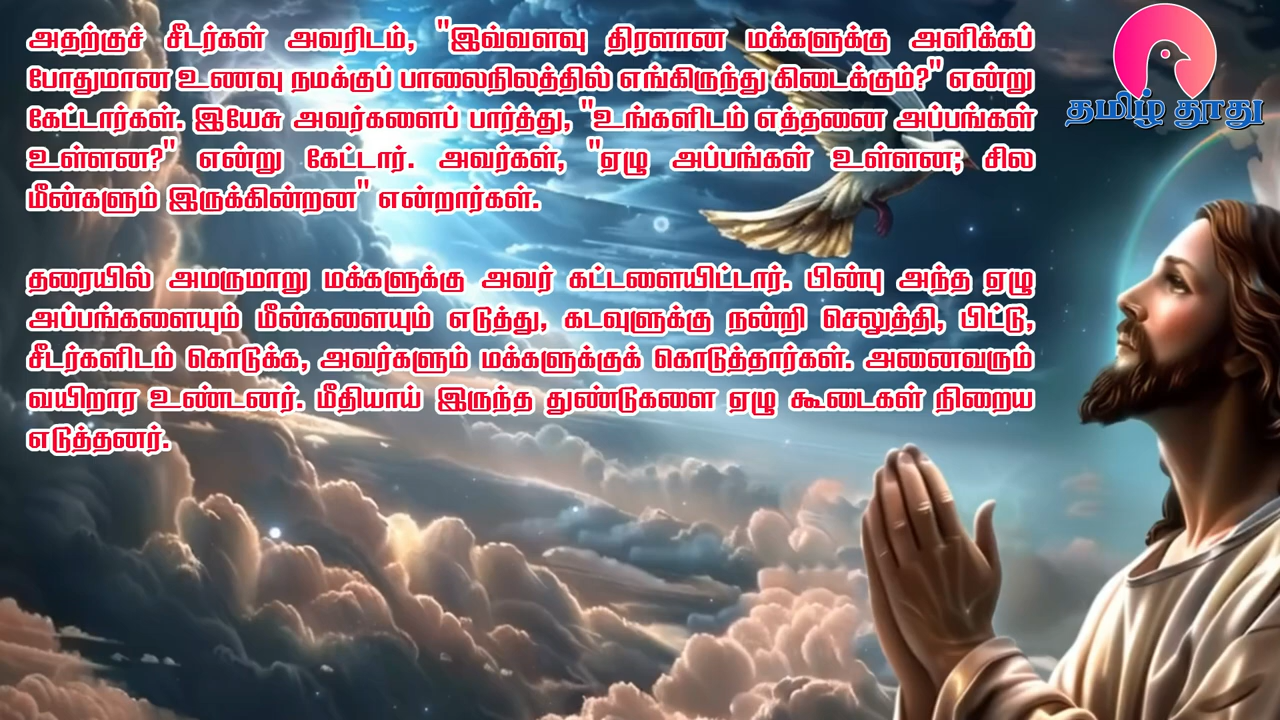 அதற்குச் சீடர்கள் அவரிடம், "இவ்வளவு திரளான மக்களுக்கு அளிக்கப்
போதுமான உணவு நமக்குப் பாலைநிலத்தில் எங்கிருந்து கிடைக்கும்?" என்று
கேட்டார்கள். இயேசு அவர்களைப் பார்த்து, "உங்களிடம் எத்தனை அப்பங்கள்
உள்ளன?" என்று கேட்டார். அவர்கள், "ஏழு அப்பங்கள் உள்ளன; சில
மீன்களும் இருக்கின்றன" என்றார்கள்.
தரையில் அமருமாறு மக்களுக்கு அவர் கட்டளையிட்டார். பின்பு அந்த ஏழு
அப்பங்களையும் மீன்களையும் எடுத்து, கடவுளுக்கு நன்றி செலுத்தி, பிட்டு,
சீடர்களிடம் கொடுக்க, அவர்களும் மக்களுக்குக் கொடுத்தார்கள். அனைவரும்
வயிறார உண்டனர். மீதியாய் இருந்த துண்டுகளை ஏழு கூடைகள் நிறைய
எடுத்தனர்.
தமிழ் தூது